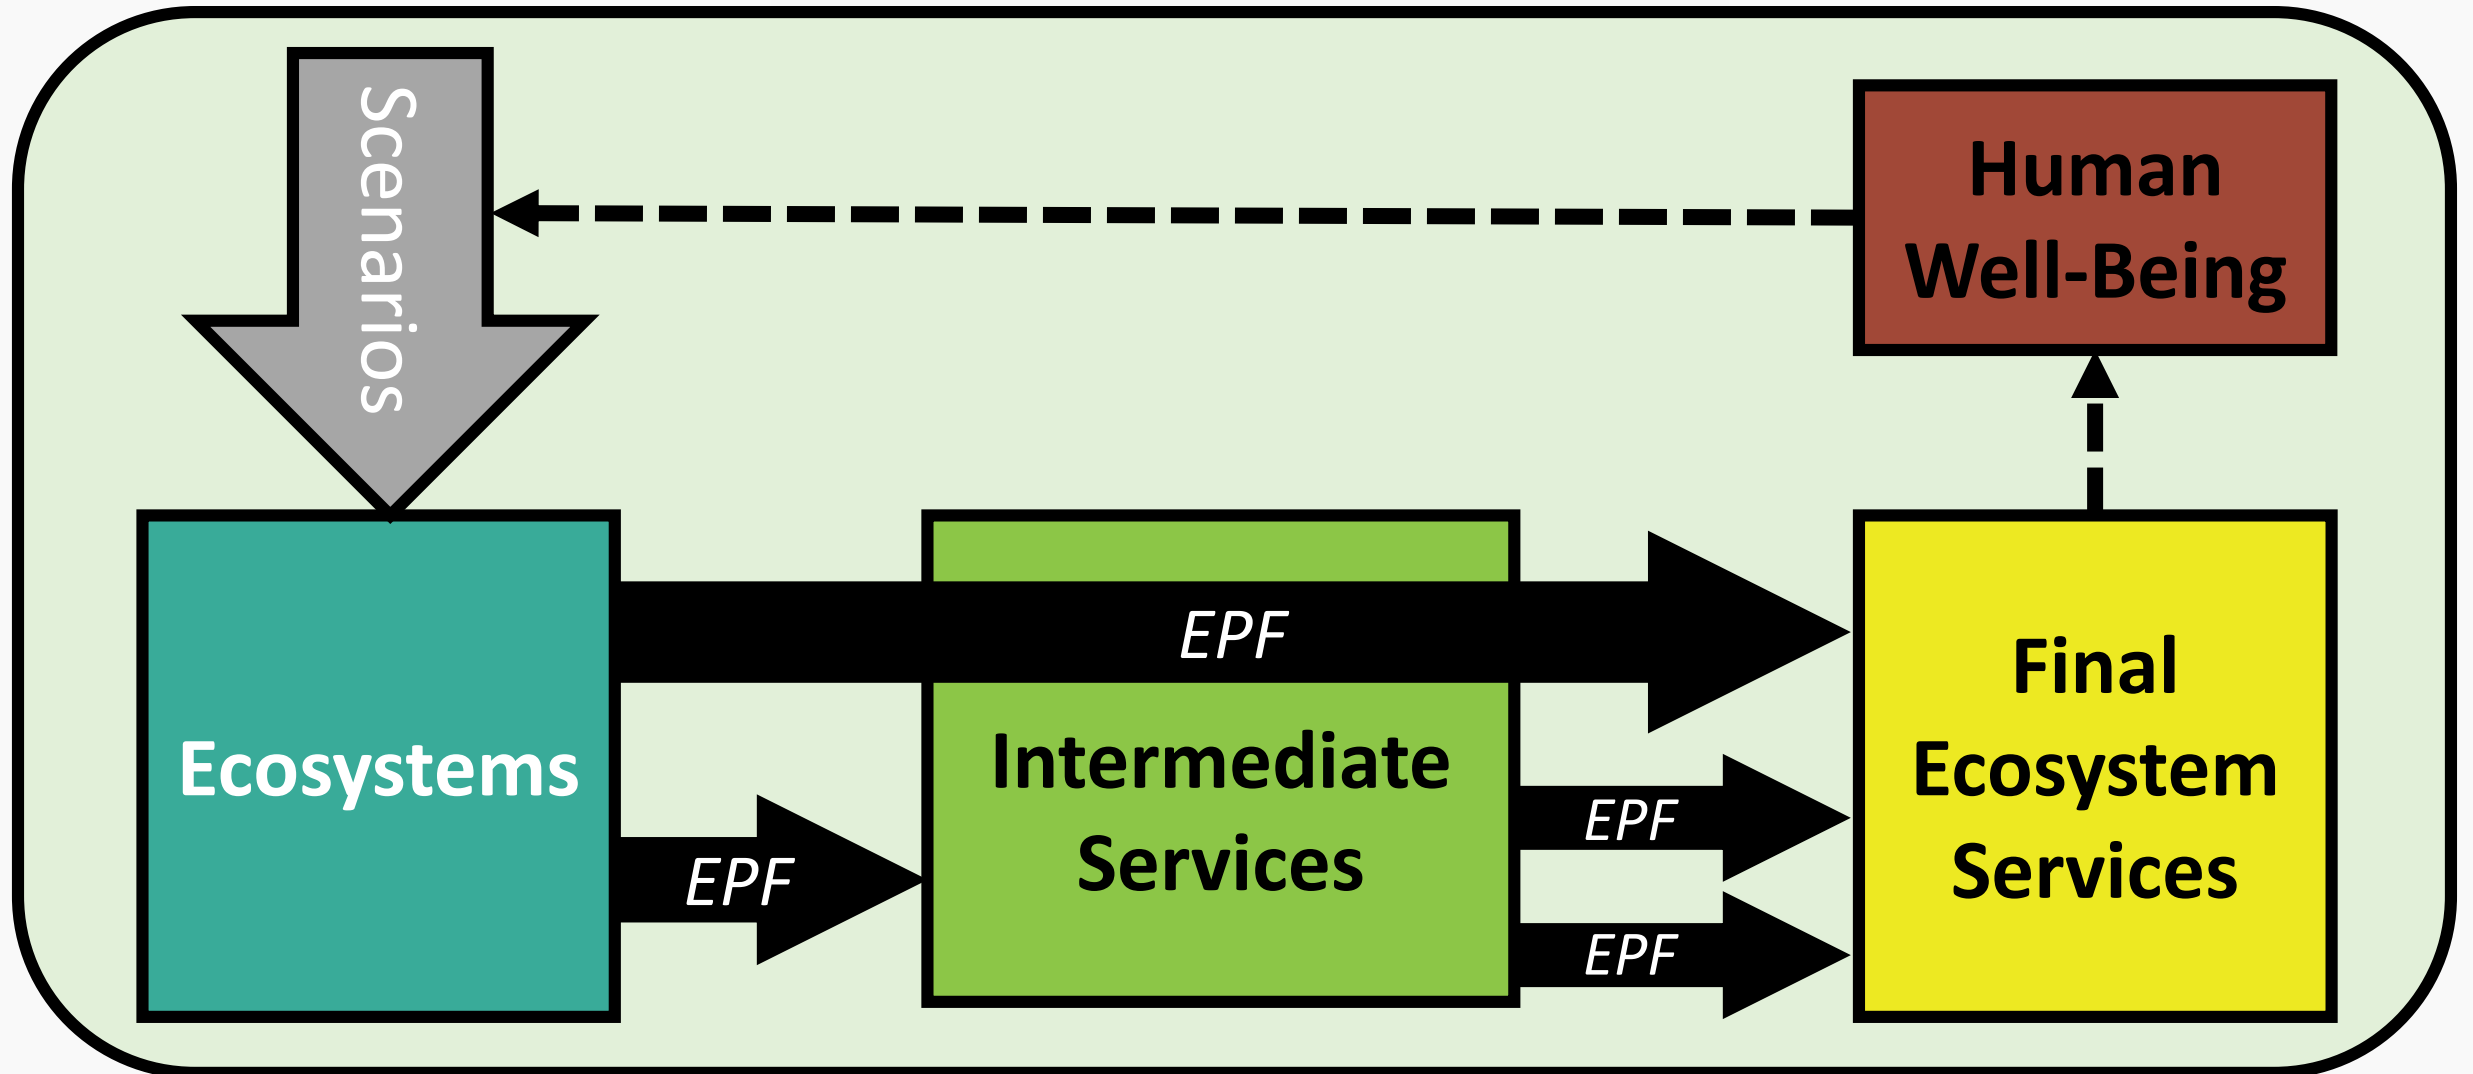 Scenarios
Human
Well-Being
EPF
Final
Ecosystem
Services
Intermediate
Services
Ecosystems
EPF
EPF
EPF